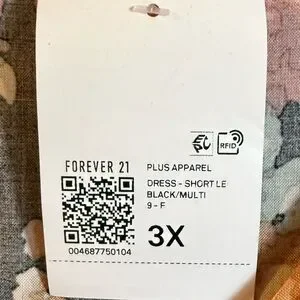 RFID
FOREVER 21
PLUS APPAREL
DRESS - SHORT LE
BLACK/MULTI
9 - F
3X
004687750104